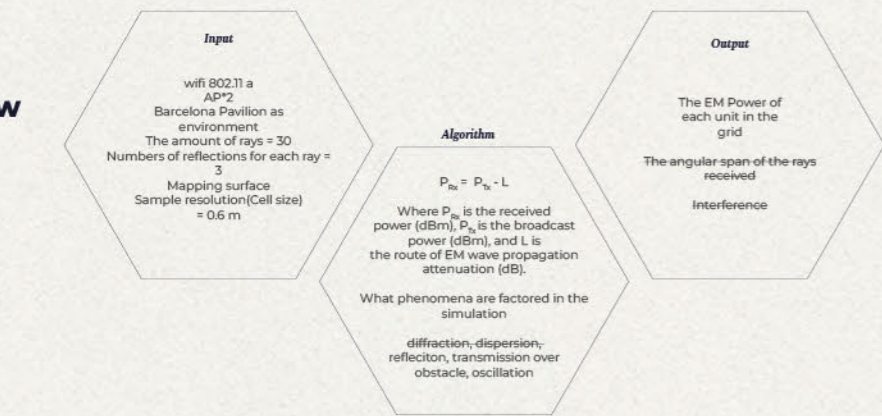 w
Input
wifi 802.11 a
AP*2
Barcelona Pavilion as
environment
The amount of rays = 30
Numbers of reflections for each ray =
3
Mapping surface
Sample resolution(Cell size)
= 0.6 m
Algorithm
P_Rx = P_Tx - L
Where P_Rx is the received
power (dBm), P_Tx is the broadcast
power (dBm), and L is
the route of EM wave propagation
attenuation (dB).
What phenomena are factored in the
simulation
diffraction, dispersion,
refleciton, transmission over
obstacle, oscillation
Output
The EM Power of
each unit in the
grid
The angular span of the rays
received
Interference